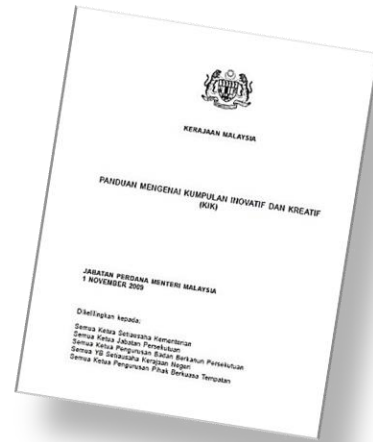 KERAJAAN MALAYSIA
PANDUAN MENGENAI KUMPULAN INOVATIF DAN KREATIF
(KIK)
JABATAN PERDANA MENTERI MALAYSIA
1 NOVEMBER 2009
Dikelilingkan kepada:
Semua Ketua Setiausaha Kementerian
Semua Ketua Jabatan Persekutuan
Semua Ketua Pengurusan Badan Berkanun Persekutuan
Semua YB Setiausaha Kerajaan Negeri
Semua Ketua Pengurusan Pihak Berkuasa Tempatan